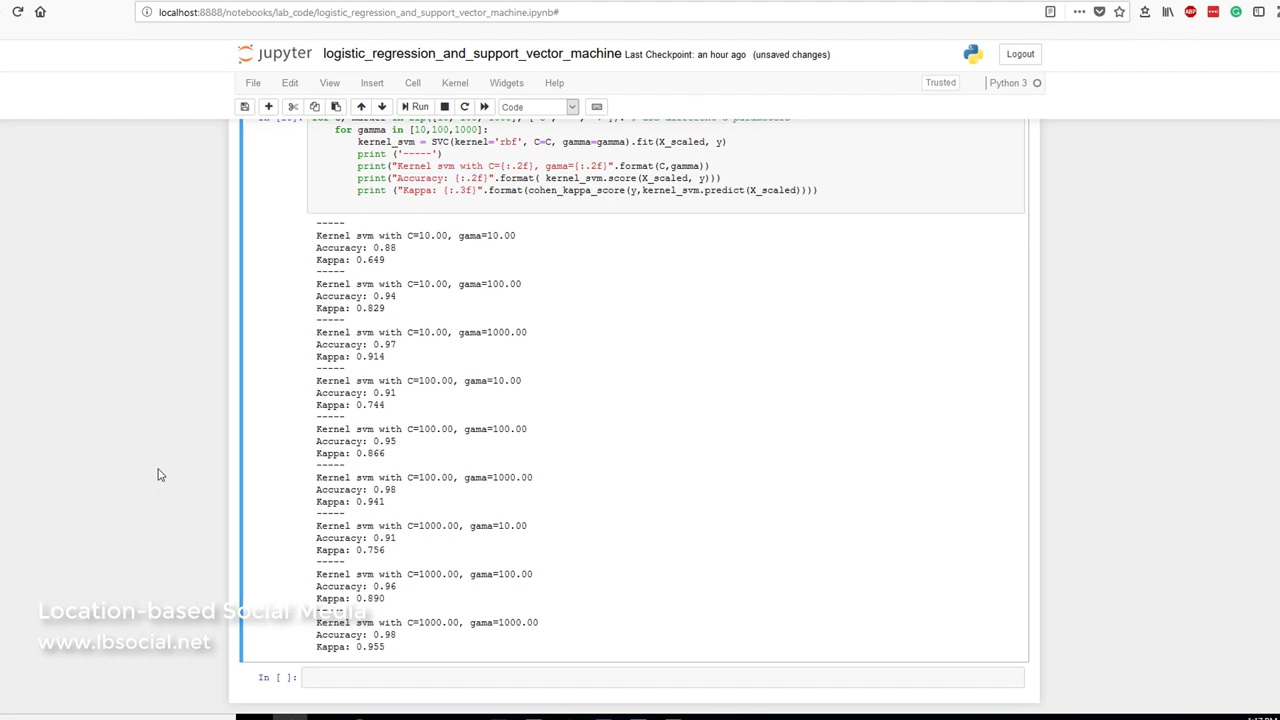 localhost:8888/notebooks/lab_code/logistic_regression_and_support_vector_machine.ipynb#
jupyter logistic_regression_and_support_vector_machine Last Checkpoint: an hour ago (unsaved changes)
Logout
File Edit View Insert Cell Kernel Widgets Help
Trusted Python 3
Run Code
for gamma in [10,100,1000]:
kernel_svm = SVC(kernel='rbf', C=C, gamma=gamma).fit(X_scaled, y)
print ('-----')
print("Kernel svm with C={:.2f}, gama={:.2f}".format(C,gamma))
print("Accuracy: {:.2f}".format( kernel_svm.score(X_scaled, y)))
print ("Kappa: {:.3f}".format(cohen_kappa_score(y,kernel_svm.predict(X_scaled))))
-----
Kernel svm with C=10.00, gama=10.00
Accuracy: 0.88
Kappa: 0.649
-----
Kernel svm with C=10.00, gama=100.00
Accuracy: 0.94
Kappa: 0.829
-----
Kernel svm with C=10.00, gama=1000.00
Accuracy: 0.97
Kappa: 0.914
-----
Kernel svm with C=100.00, gama=10.00
Accuracy: 0.91
Kappa: 0.744
-----
Kernel svm with C=100.00, gama=100.00
Accuracy: 0.95
Kappa: 0.866
-----
Kernel svm with C=100.00, gama=1000.00
Accuracy: 0.98
Kappa: 0.941
-----
Kernel svm with C=1000.00, gama=10.00
Accuracy: 0.91
Kappa: 0.756
-----
Kernel svm with C=1000.00, gama=100.00
Accuracy: 0.96
Kappa: 0.890
-----
Kernel svm with C=1000.00, gama=1000.00
Accuracy: 0.98
Kappa: 0.955
Location-based Social Media
www.lbsocial.net
In [ ]: